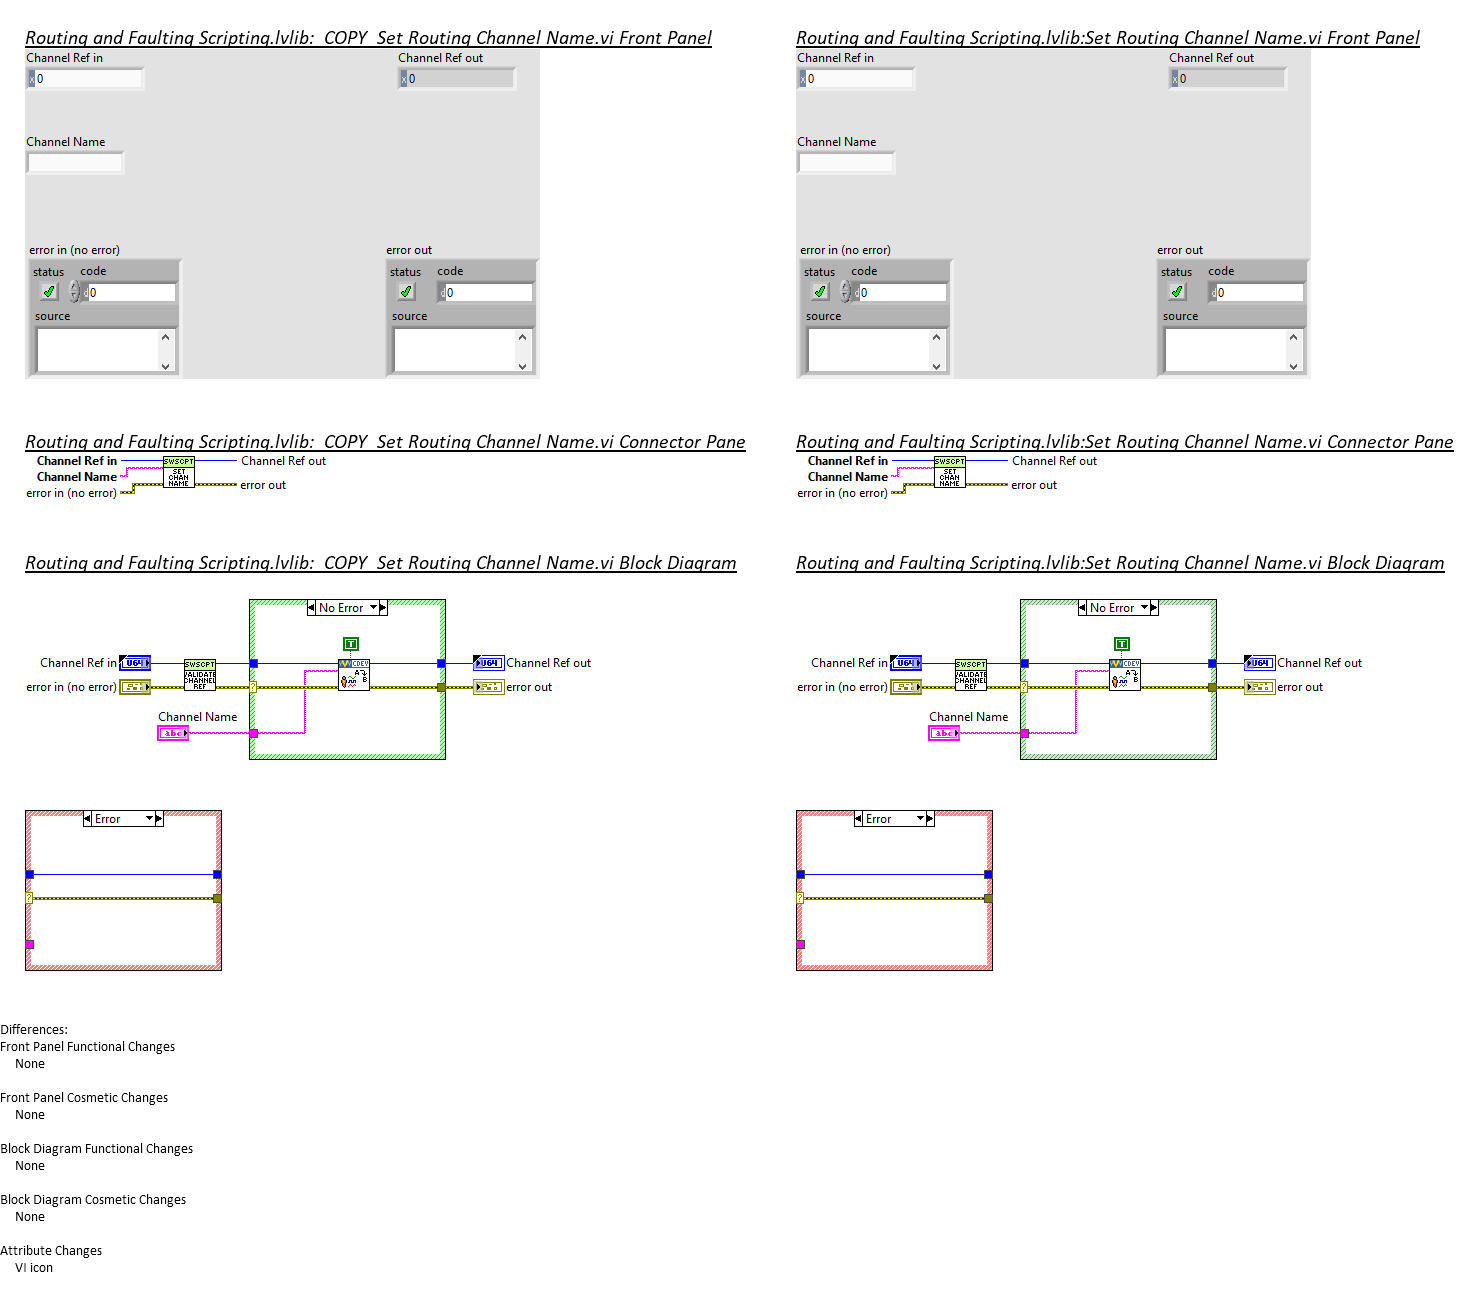 Routing and Faulting Scripting.lvlib:_COPY_Set Routing Channel Name.vi Front Panel
Channel Ref in
Channel Ref out
x 0
x 0
Channel Name
error in (no error)
error out
status code
status code
d 0
d 0
source
source
Routing and Faulting Scripting.lvlib:Set Routing Channel Name.vi Front Panel
Channel Ref in
Channel Ref out
x 0
x 0
Channel Name
error in (no error)
error out
status code
status code
d 0
d 0
source
source
Routing and Faulting Scripting.lvlib:_COPY_Set Routing Channel Name.vi Connector Pane
Channel Ref in
Channel Name
error in (no error)
SWSCPT
SET
CHAN
NAME
Channel Ref out
error out
Routing and Faulting Scripting.lvlib:Set Routing Channel Name.vi Connector Pane
Channel Ref in
Channel Name
error in (no error)
SWSCPT
SET
CHAN
NAME
Channel Ref out
error out
Routing and Faulting Scripting.lvlib:_COPY_Set Routing Channel Name.vi Block Diagram
No Error
T
Channel Ref in
U64
SWSCPT
VALIDATE
CHANNEL
REF
CDEV
A
B
U64
Channel Ref out
error in (no error)
?
error out
Channel Name
abc
Error
?
Routing and Faulting Scripting.lvlib:Set Routing Channel Name.vi Block Diagram
No Error
T
Channel Ref in
U64
SWSCPT
VALIDATE
CHANNEL
REF
CDEV
A
B
U64
Channel Ref out
error in (no error)
?
error out
Channel Name
abc
Error
?
Differences:
Front Panel Functional Changes
None
Front Panel Cosmetic Changes
None
Block Diagram Functional Changes
None
Block Diagram Cosmetic Changes
None
Attribute Changes
VI icon